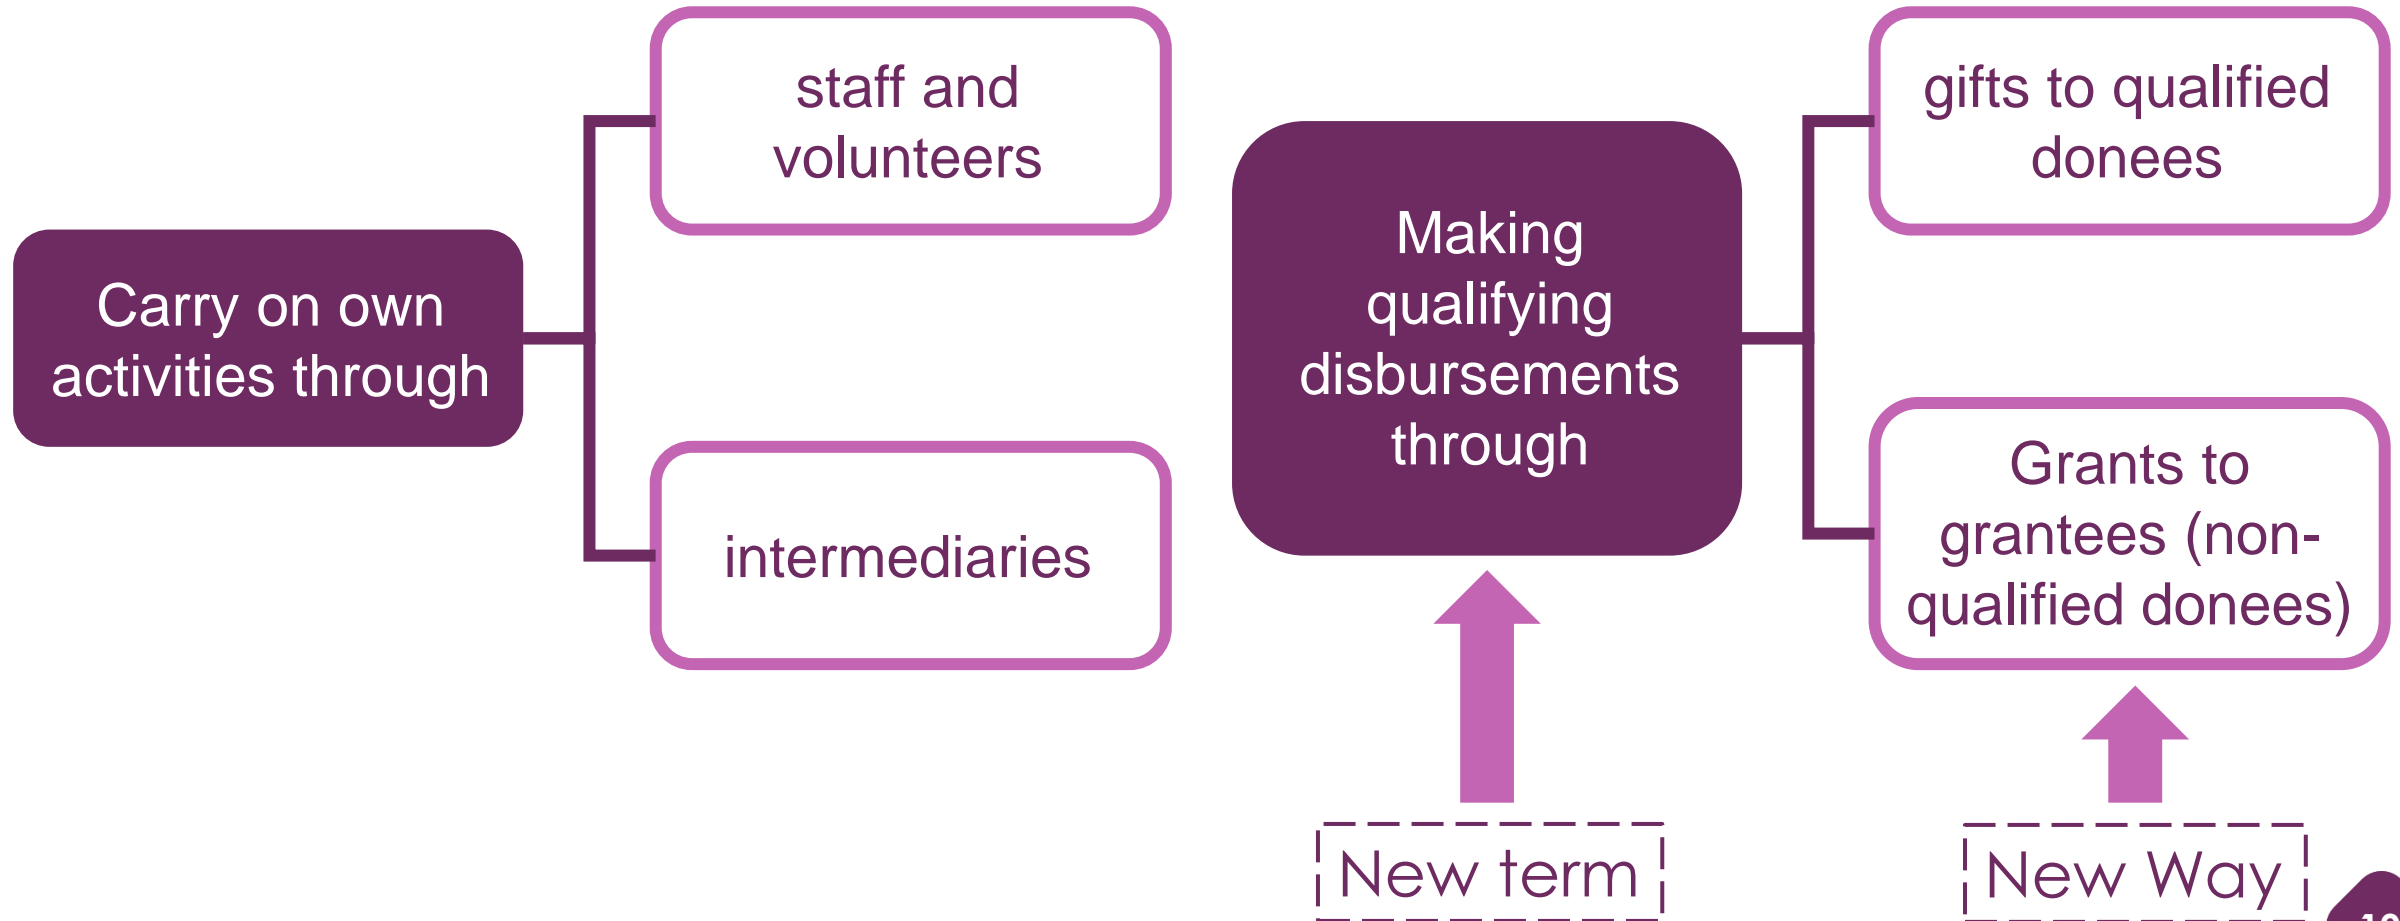 Carry on own
activities through
staff and
volunteers
intermediaries
Making
qualifying
disbursements
through
gifts to qualified
donees
Grants to
grantees (non-
qualified donees)
New term
New Way